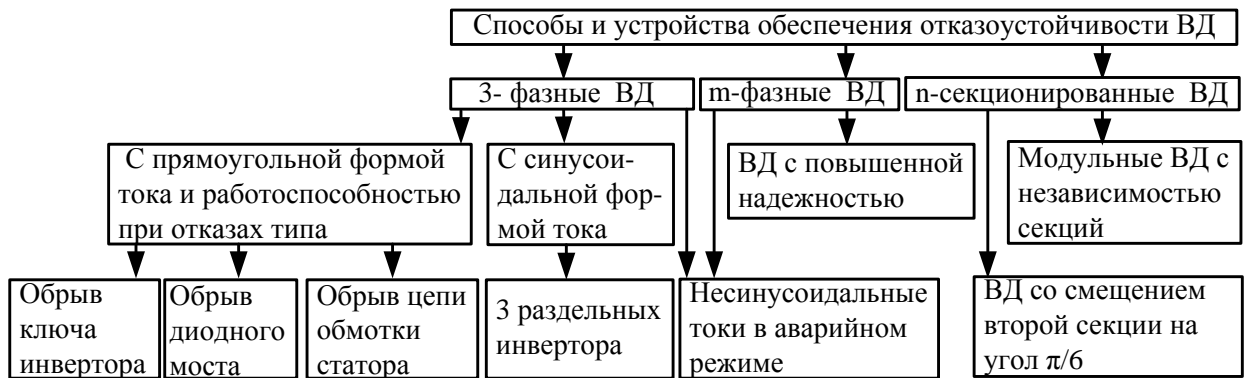 Способы и устройства обеспечения отказоустойчивости ВД
3- фазные ВД
m-фазные ВД
n-секционированные ВД
С прямоугольной формой
тока и работоспособностью
при отказах типа
С синусои-
дальной фор-
мой тока
ВД с повышенной
надежностью
Модульные ВД с
независимостью
секций
Обрыв
ключа
инвертора
Обрыв
диодного
моста
Обрыв цепи
обмотки
статора
3 раздельных
инвертора
Несинусоидальные
токи в аварийном
режиме
ВД со смещением
второй секции на
угол π/6